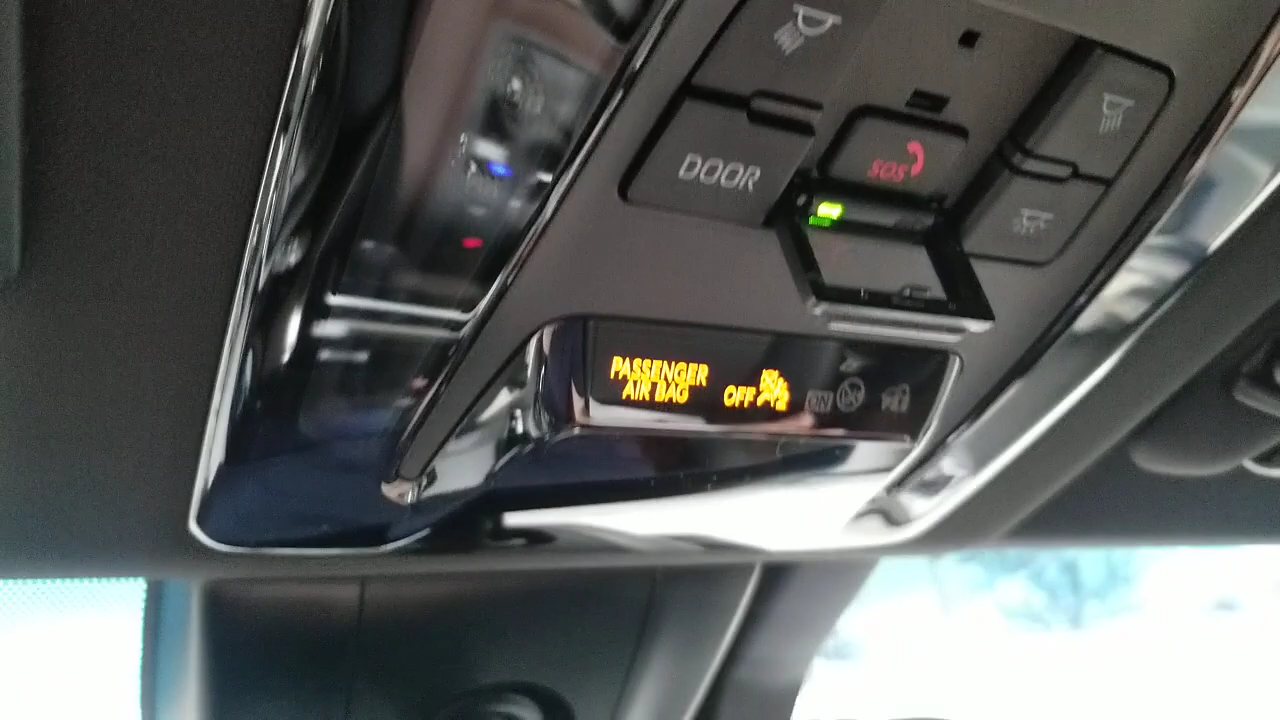 DOOR
SOS
PASSENGER
AIR BAG OFF
ON